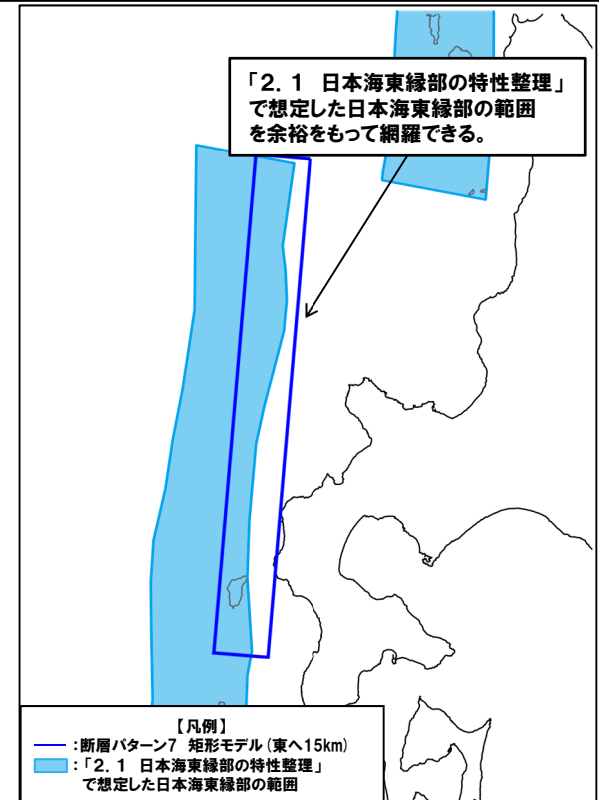 「2.1 日本海東縁部の特性整理」
で想定した日本海東縁部の範囲
を余裕をもって網羅できる。
【凡例】
：断層パターン7 矩形モデル(東へ15km)
：「2.1 日本海東縁部の特性整理」
で想定した日本海東縁部の範囲